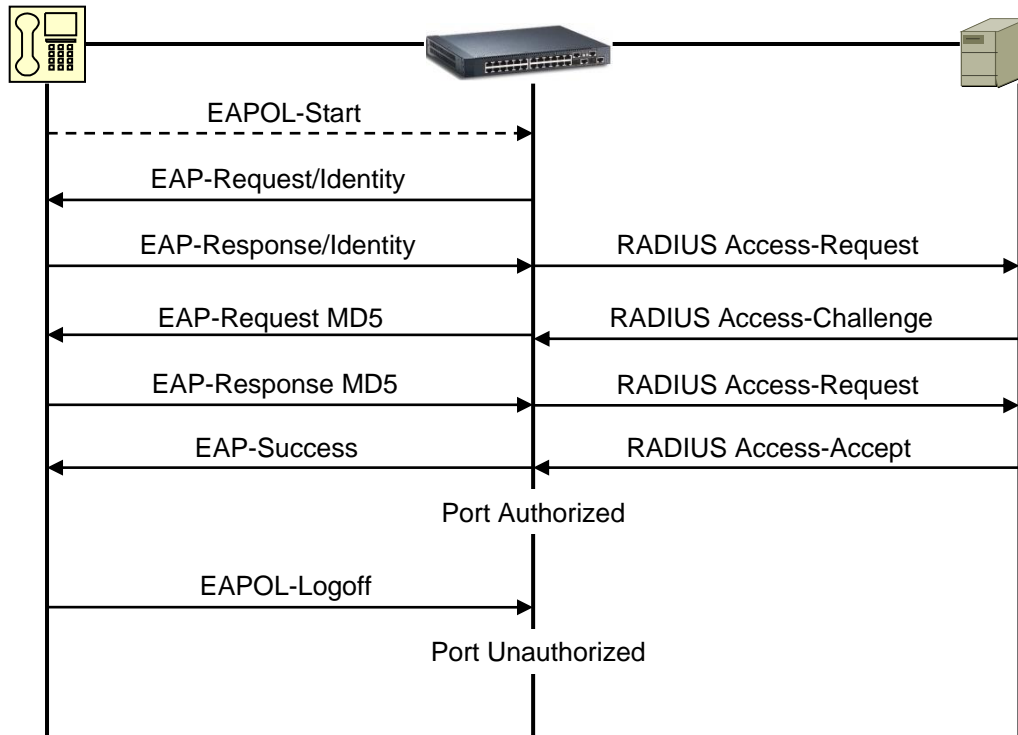 EAPOL-Start
EAP-Request/Identity
EAP-Response/Identity
RADIUS Access-Request
EAP-Request MD5
RADIUS Access-Challenge
EAP-Response MD5
RADIUS Access-Request
EAP-Success
RADIUS Access-Accept
Port Authorized
EAPOL-Logoff
Port Unauthorized